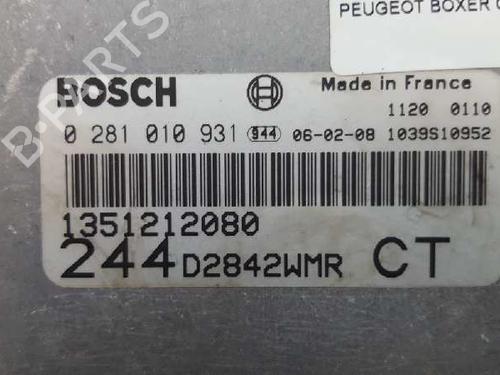 PEUGEOT BOXER
BOSCH
Made in France
1120 0110
0 281 010 931 944 06-02-08 1039S10952
1351212080
244 D2842WMR CT
B-PARTS